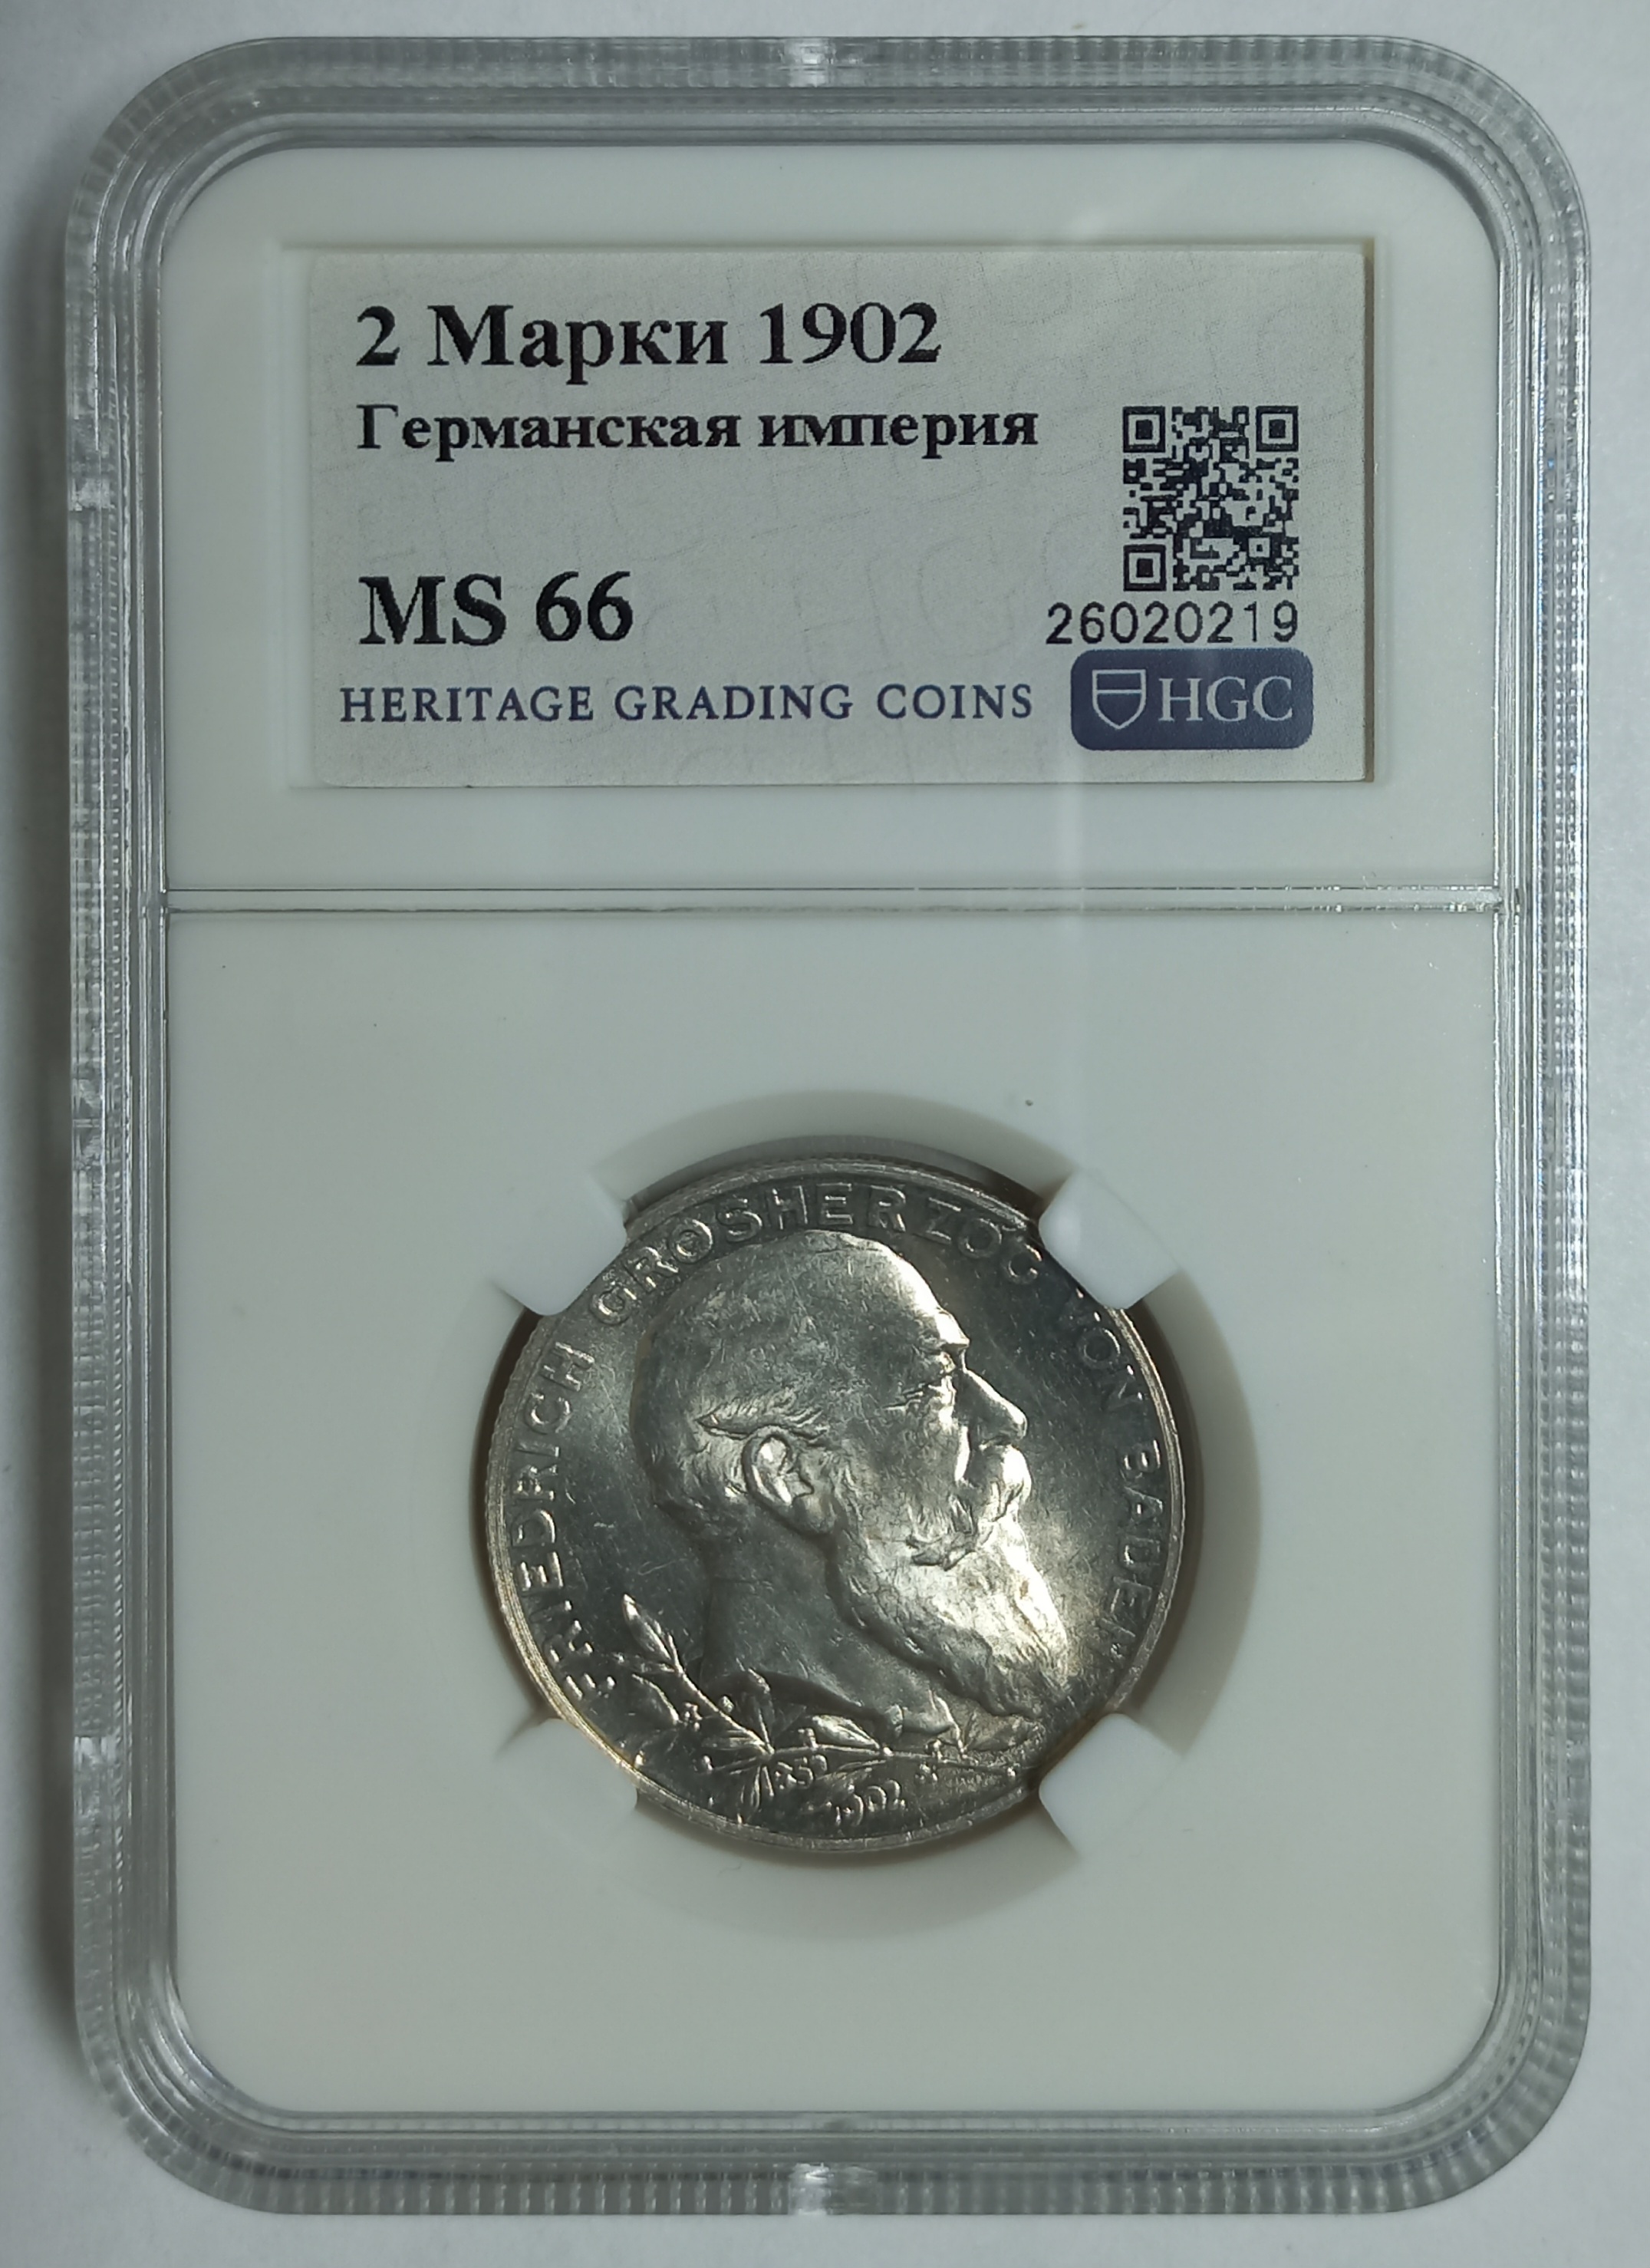 2 Марки 1902
Германская империя
MS 66
26020219
HERITAGE GRADING COINS
HGC
FRIEDRICH GROSHERZOG VON BADEN
1852
1902